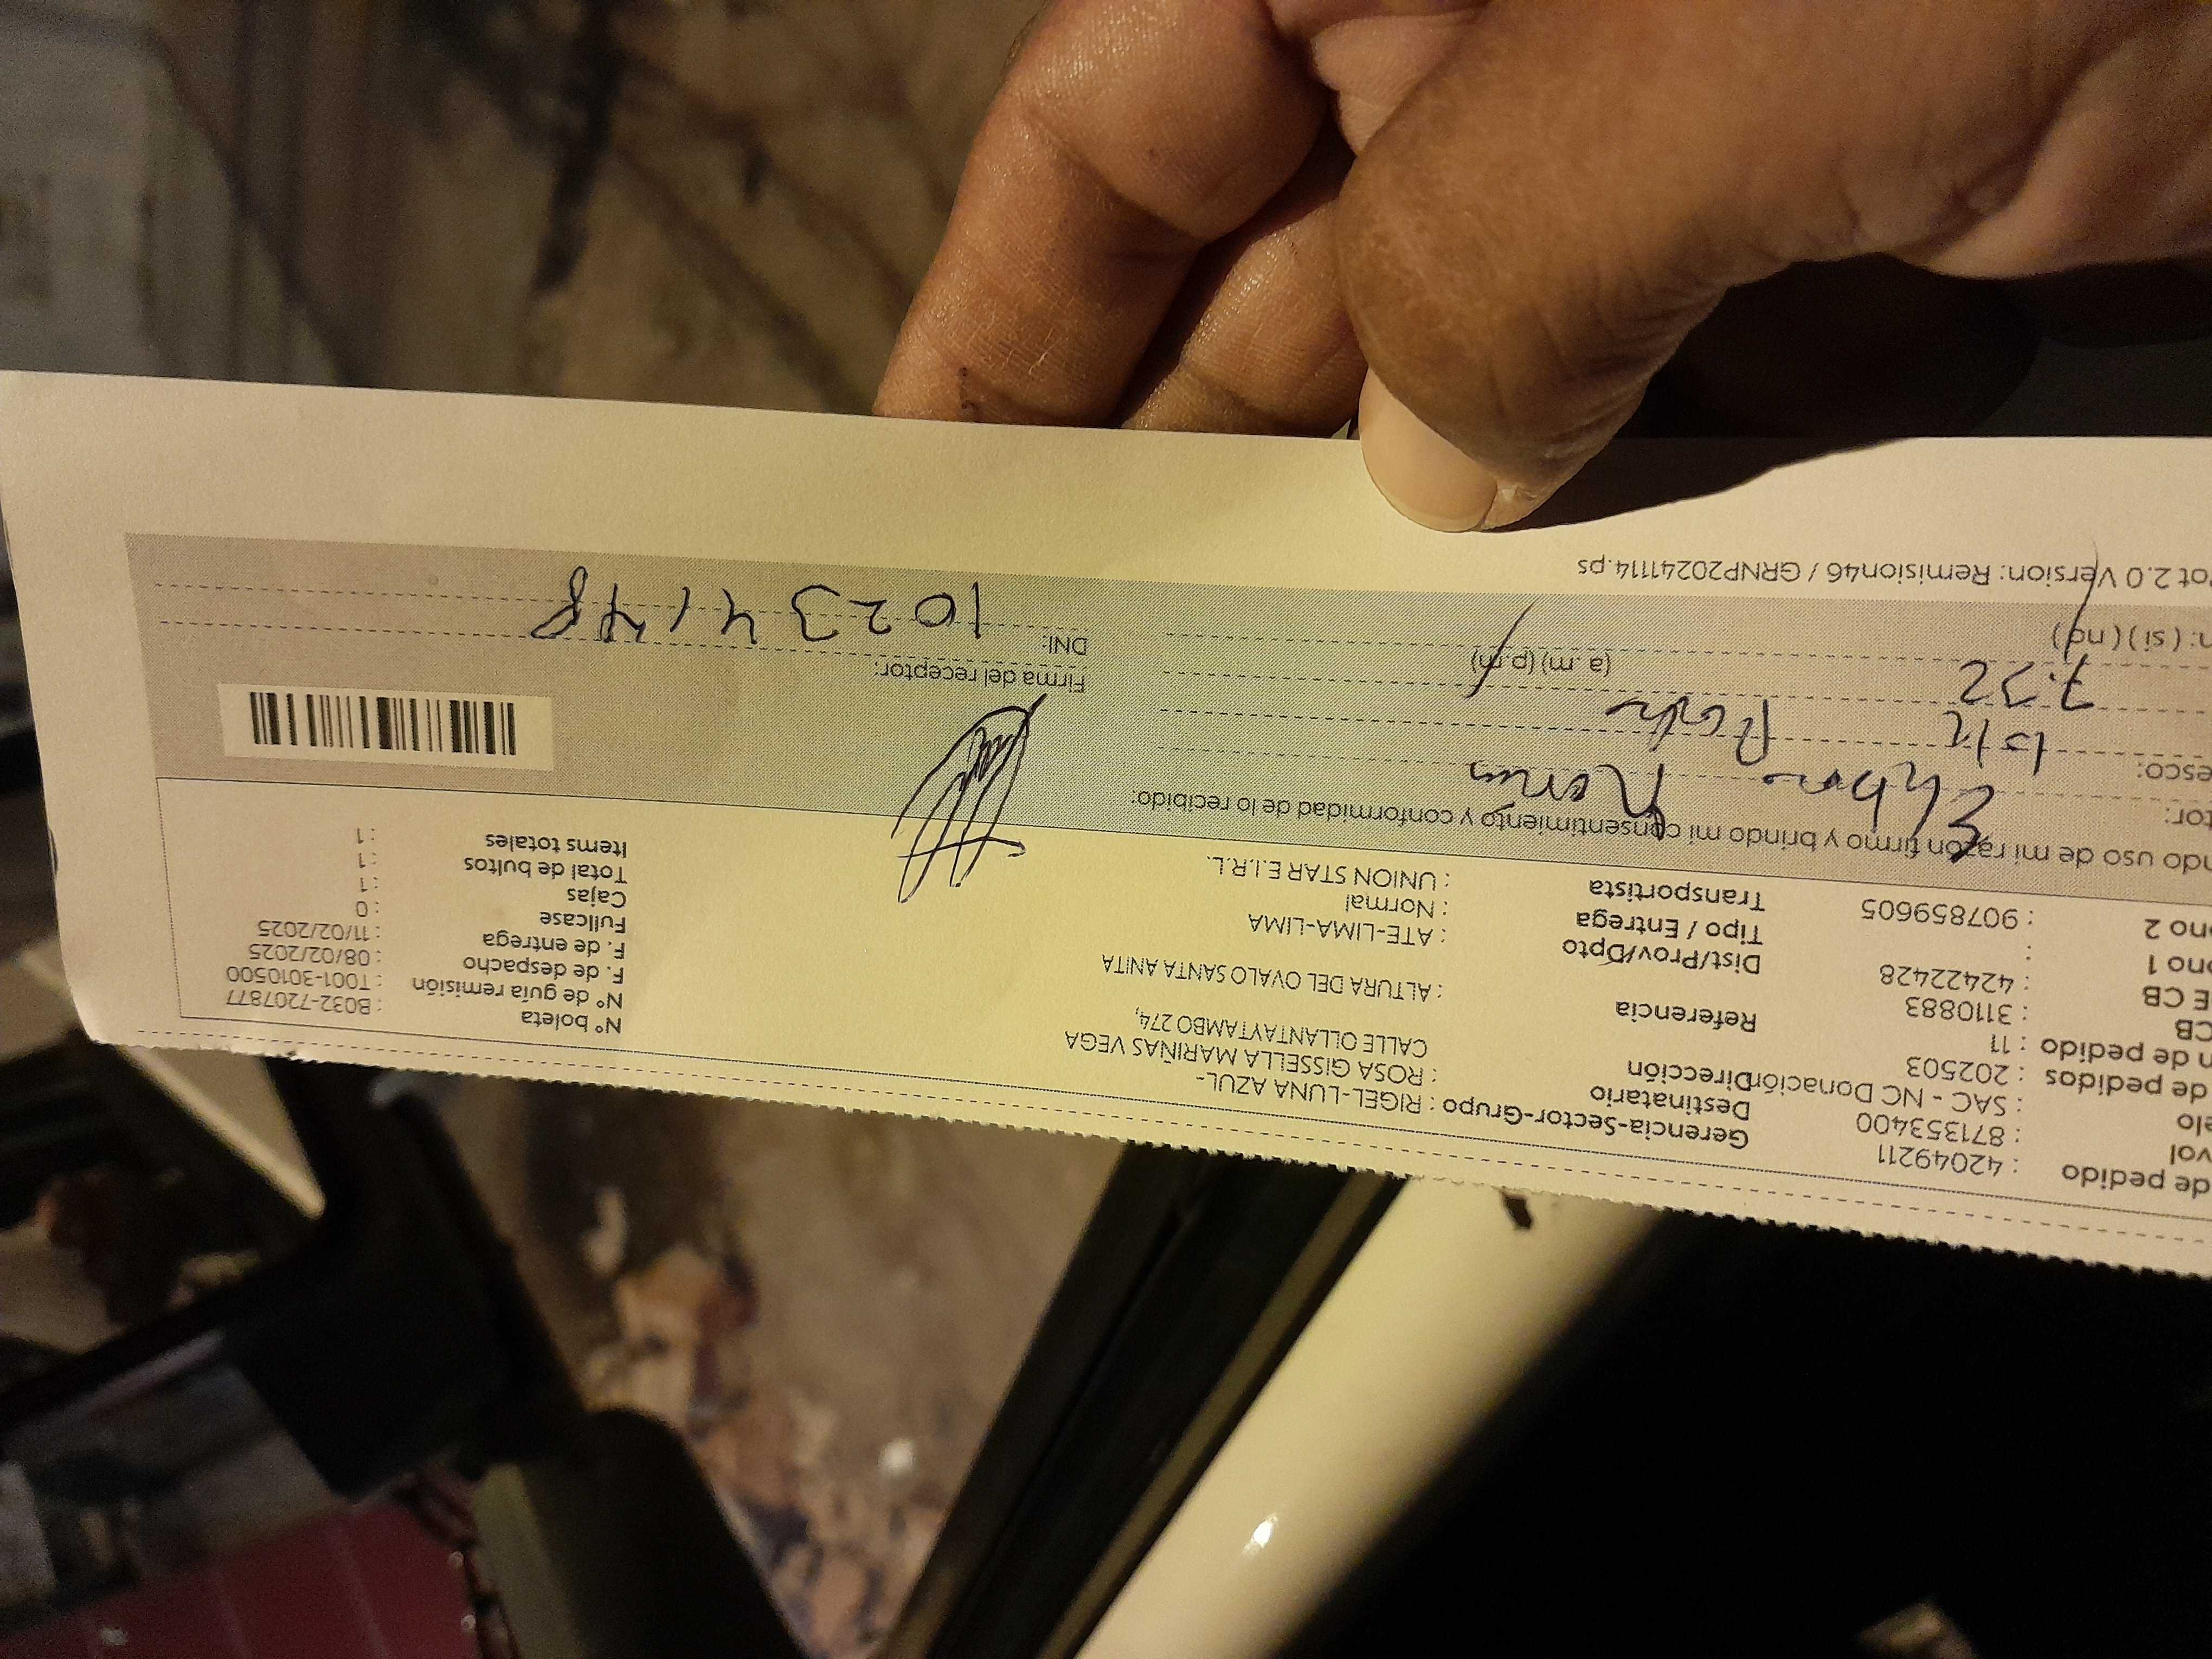 de pedido : 42049211 Gerencia-Sector-Grupo : RIGEL-LUNA AZUL- Nº boleta : B032-7207877
vol : 871353400 Destinatario : ROSA GISSELLA MARIÑAS VEGA Nº de guía remisión : T001-3010500
elo : SAC - NC Donación Dirección CALLE OLLANTAYTAMBO 274, F. de despacho : 08/02/2025
de pedidos : 202503 F. de entrega : 11/02/2025
n de pedido : 11 Referencia : ALTURA DEL OVALO SANTA ANITA Fullcase : 0
CB : 3110883 Dist/Prov/Dpto : ATE-LIMA-LIMA Cajas : 1
E CB : 42422428 Tipo / Entrega : Normal Total de bultos : 1
ono 1 : Transportista : UNION STAR E.I.R.L. Items totales : 1
ono 2 : 907859605
ndo uso de mi razón firmo y brindo mi consentimiento y conformidad de lo recibido:
tor:
esco: Firma del receptor:
7:32 (a.m) (p.m) DNI: 10234148
n: (si) (no)
Pot 2.0 Version: Remision46 / GRNP20241114.ps